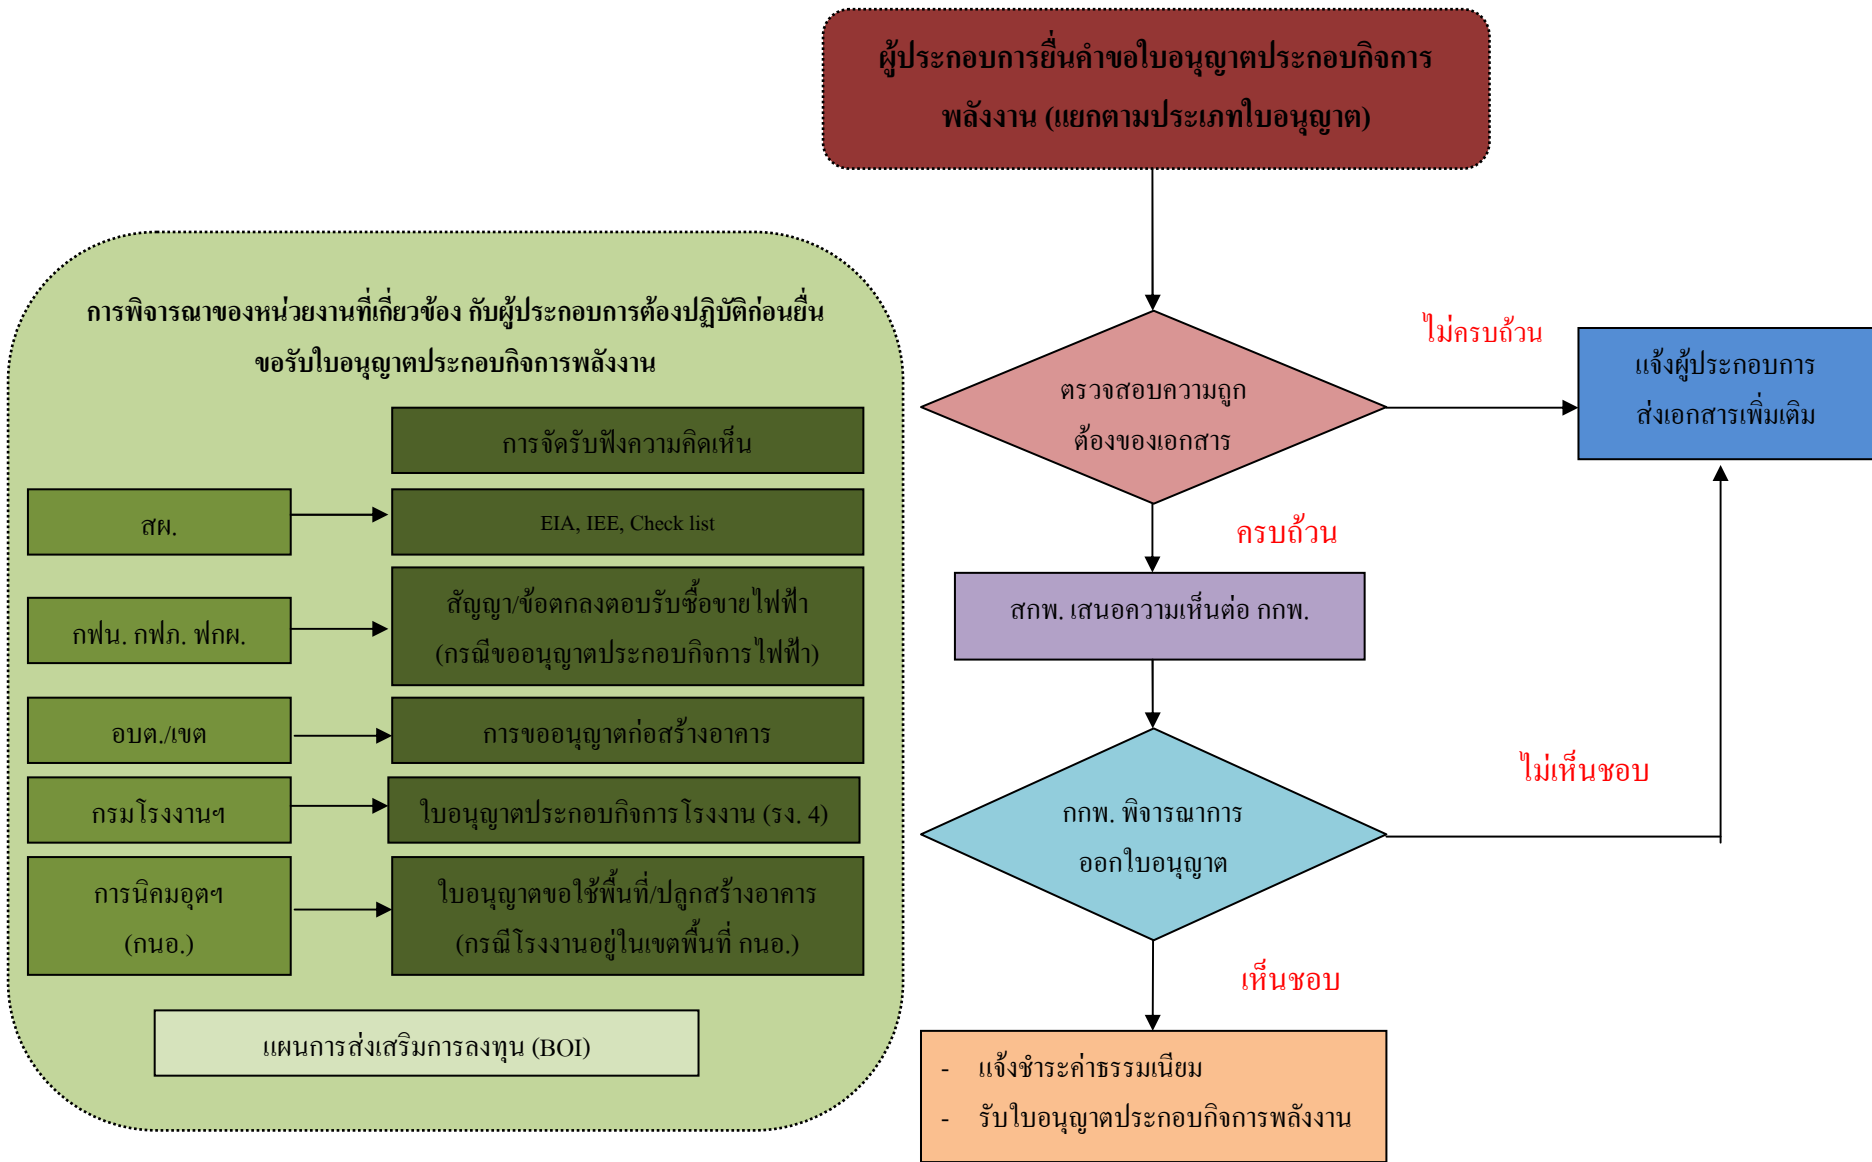 ผู้ประกอบการยื่นคำขอใบอนุญาตประกอบกิจการ
พลังงาน (แยกตามประเภทใบอนุญาต)
การพิจารณาของหน่วยงานที่เกี่ยวข้อง กับผู้ประกอบการต้องปฏิบัติก่อนยื่น
ขอรับใบอนุญาตประกอบกิจการพลังงาน
การจัดรับฟังความคิดเห็น
สผ.
EIA, IEE, Check list
กฟน. กฟภ. ฟกผ.
สัญญา/ข้อตกลงตอบรับซื้อขายไฟฟ้า
(กรณีขออนุญาตประกอบกิจการไฟฟ้า)
อบต./เขต
การขออนุญาตก่อสร้างอาคาร
กรมโรงงานฯ
ใบอนุญาตประกอบกิจการโรงงาน (รง. 4)
การนิคมอุตฯ
(กนอ.)
ใบอนุญาตขอใช้พื้นที่/ปลูกสร้างอาคาร
(กรณีโรงงานอยู่ในเขตพื้นที่ กนอ.)
แผนการส่งเสริมการลงทุน (BOI)
ตรวจสอบความถูก
ต้องของเอกสาร
ไม่ครบถ้วน
แจ้งผู้ประกอบการ
ส่งเอกสารเพิ่มเติม
ครบถ้วน
สกพ. เสนอความเห็นต่อ กกพ.
กกพ. พิจารณาการ
ออกใบอนุญาต
ไม่เห็นชอบ
เห็นชอบ
- แจ้งชำระค่าธรรมเนียม
- รับใบอนุญาตประกอบกิจการพลังงาน